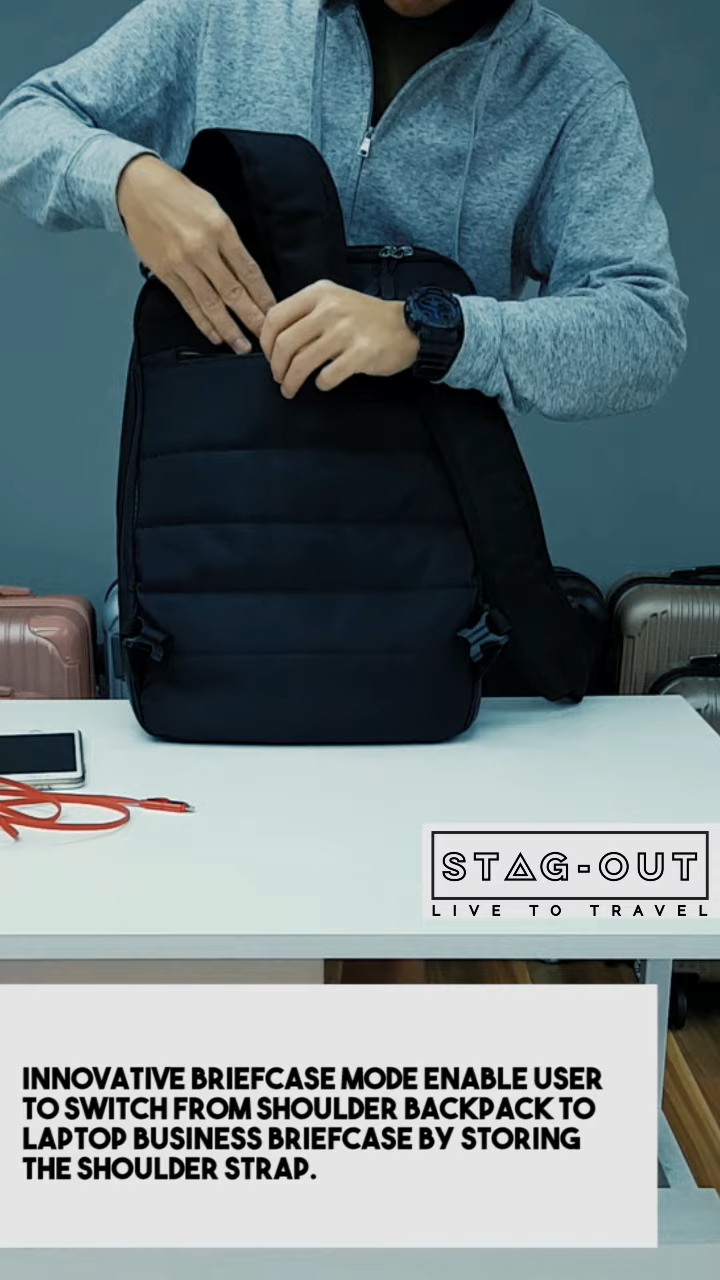 STAG-OUT
LIVE TO TRAVEL
INNOVATIVE BRIEFCASE MODE ENABLE USER
TO SWITCH FROM SHOULDER BACKPACK TO
LAPTOP BUSINESS BRIEFCASE BY STORING
THE SHOULDER STRAP.